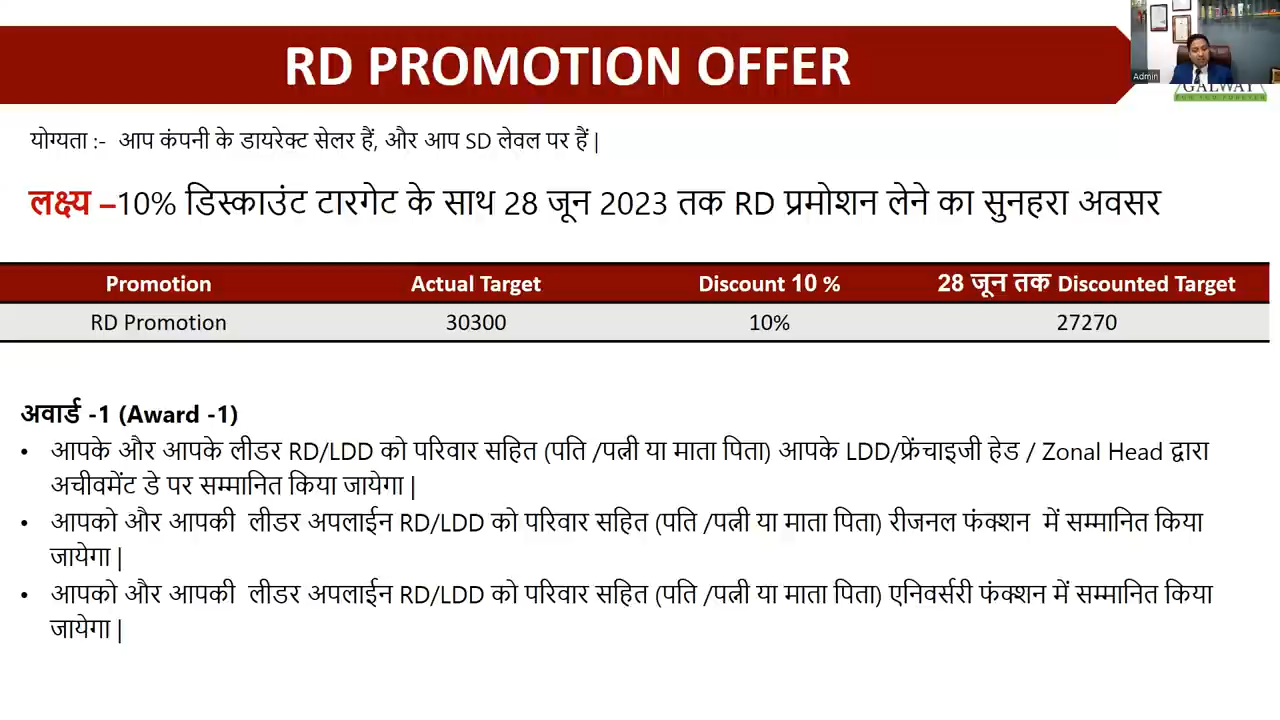 RD PROMOTION OFFER
Admin
GALWAY
योग्यता :- आप कंपनी के डायरेक्ट सेलर हैं, और आप SD लेवल पर हैं |
लक्ष्य –10% डिस्काउंट टारगेट के साथ 28 जून 2023 तक RD प्रमोशन लेने का सुनहरा अवसर
Promotion Actual Target Discount 10 % 28 जून तक Discounted Target
RD Promotion 30300 10% 27270
अवार्ड -1 (Award -1)
• आपके और आपके लीडर RD/LDD को परिवार सहित (पति /पत्नी या माता पिता) आपके LDD/फ्रेंचाइजी हेड / Zonal Head द्वारा
अचीवमेंट डे पर सम्मानित किया जायेगा |
• आपको और आपकी लीडर अपलाईन RD/LDD को परिवार सहित (पति /पत्नी या माता पिता) रीजनल फंक्शन में सम्मानित किया
जायेगा |
• आपको और आपकी लीडर अपलाईन RD/LDD को परिवार सहित (पति /पत्नी या माता पिता) एनिवर्सरी फंक्शन में सम्मानित किया
जायेगा |